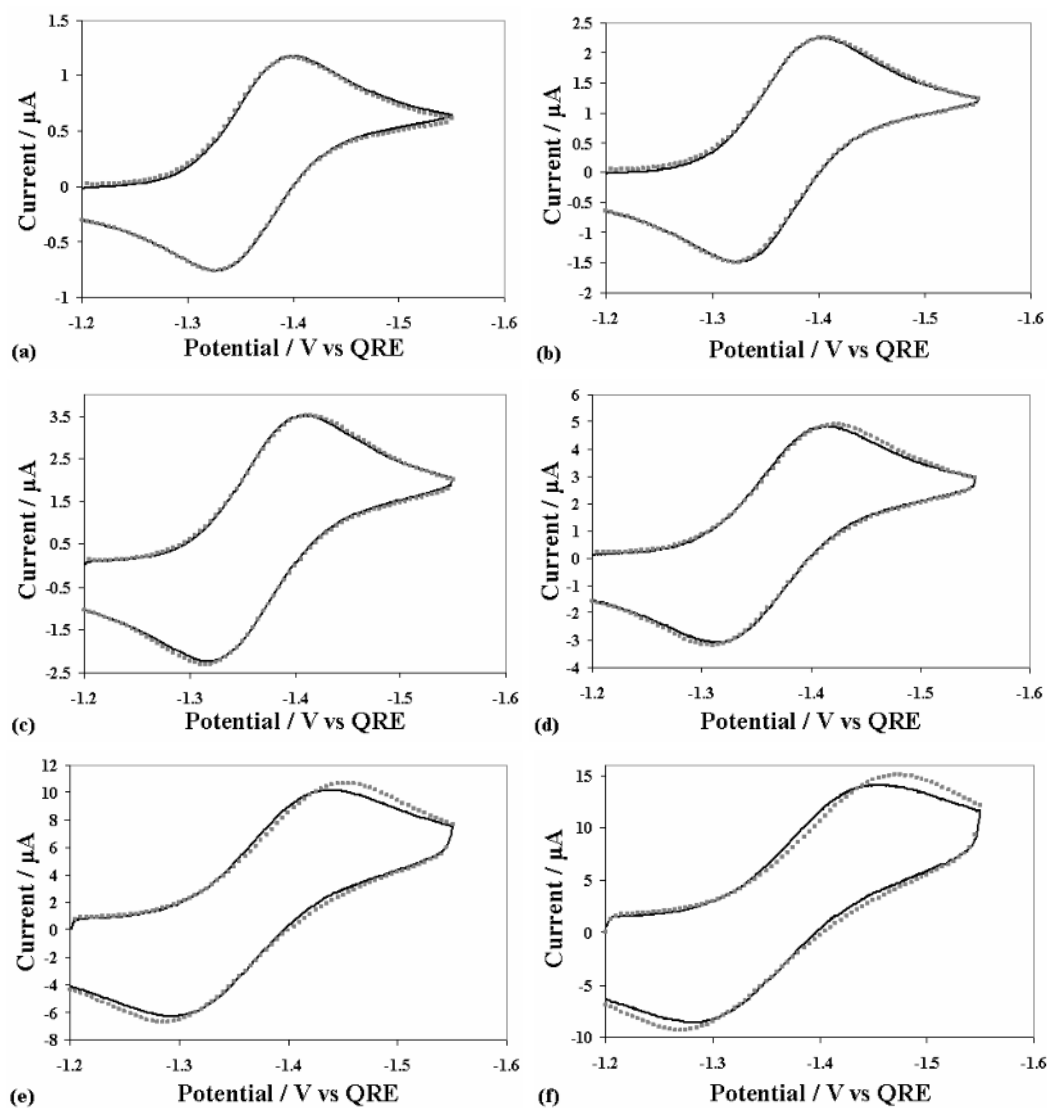 1.5
1
0.5
0
-0.5
-1
Current / µA
-1.2 -1.3 -1.4 -1.5 -1.6
(a) Potential / V vs QRE
2.5
2
1.5
1
0.5
0
-0.5
-1
-1.5
-2
Current / µA
-1.2 -1.3 -1.4 -1.5 -1.6
(b) Potential / V vs QRE
3.5
2.5
1.5
0.5
-0.5
-1.5
-2.5
Current / µA
-1.2 -1.3 -1.4 -1.5 -1.6
(c) Potential / V vs QRE
6
5
4
3
2
1
0
-1
-2
-3
-4
Current / µA
-1.2 -1.3 -1.4 -1.5 -1.6
(d) Potential / V vs QRE
12
10
8
6
4
2
0
-2
-4
-6
-8
Current / µA
-1.2 -1.3 -1.4 -1.5 -1.6
(e) Potential / V vs QRE
15
10
5
0
-5
-10
Current / µA
-1.2 -1.3 -1.4 -1.5 -1.6
(f) Potential / V vs QRE